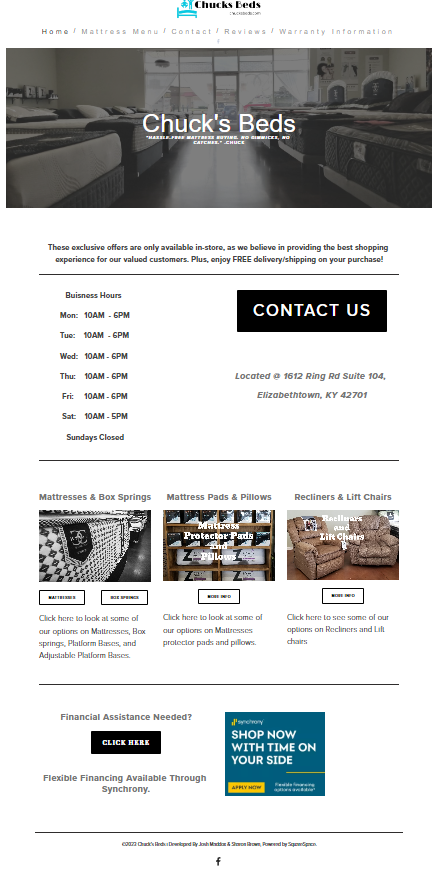 Chucks Beds
chucksbeds.com
Home / Mattress Menu / Contact / Reviews / Warranty Information
/
Chuck's Beds
"HASSLE-FREE MATTRESS BUYING. NO GIMMICKS, NO
CATCHES." -CHUCK
These exclusive offers are only available in-store, as we believe in providing the best shopping
experience for our valued customers. Plus, enjoy FREE delivery/shipping on your purchase!
Buisness Hours
Mon: 10AM - 6PM
Tue: 10AM - 6PM
Wed: 10AM - 6PM
Thu: 10AM - 6PM
Fri: 10AM - 6PM
Sat: 10AM - 5PM
Sundays Closed
CONTACT US
Located @ 1612 Ring Rd Suite 104,
Elizabethtown, KY 42701
Mattresses & Box Springs
MATTRESSES
BOX SPRINGS
Click here to look at some of
our options on Mattresses, Box
springs, Platform Bases, and
Adjustable Platform Bases.
Mattress Pads & Pillows
Mattress
Protector Pads
and
Pillows
MORE INFO
Click here to look at some of
our options on Mattresses
protector pads and pillows.
Recliners & Lift Chairs
Recliners
and
Lift Chairs
MORE INFO
Click here to see some of our
options on Recliners and Lift
chairs
Financial Assistance Needed?
CLICK HERE
Flexible Financing Available Through
Synchrony.
synchrony
SHOP NOW
WITH TIME ON
YOUR SIDE
APPLY NOW
Flexible financing
options available!
©2023 Chuck's Beds | Developed By Josh Maddox & Sharon Brown, Powered by SquareSpace.